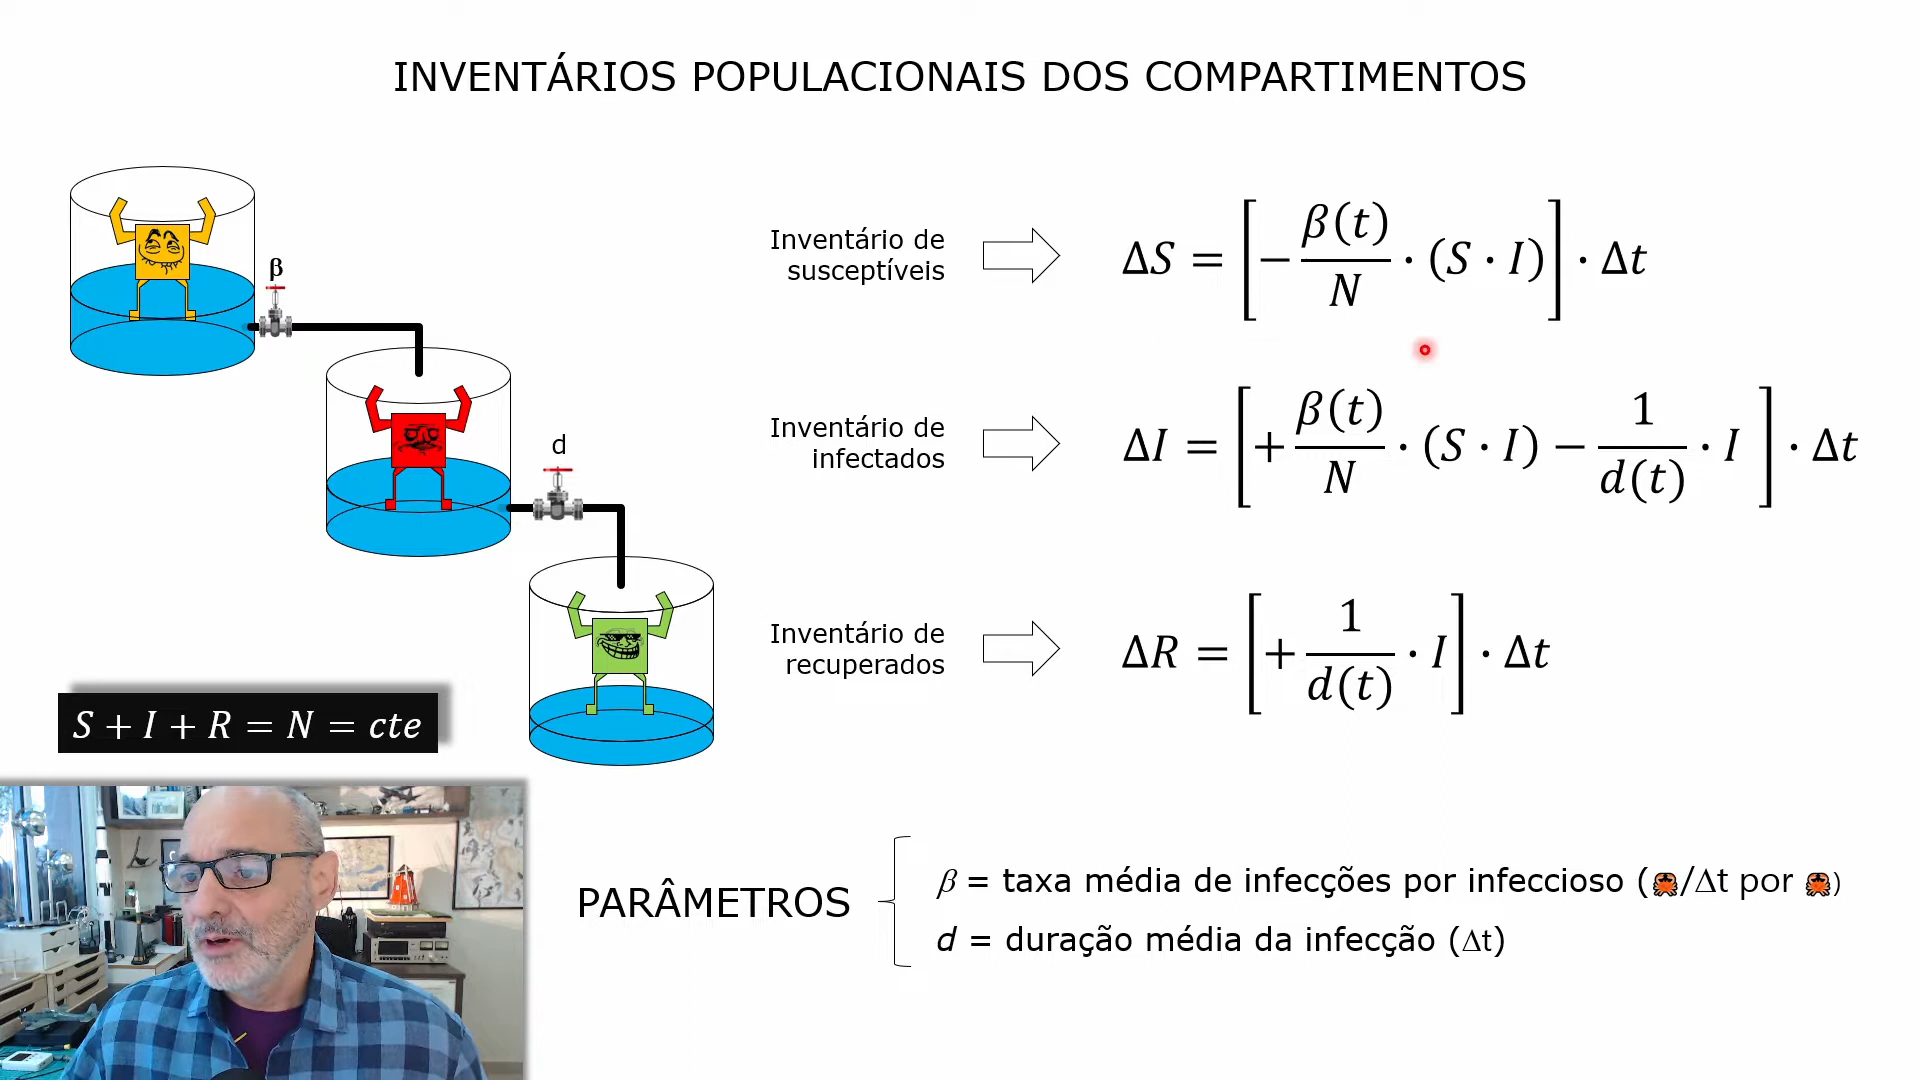 INVENTÁRIOS POPULACIONAIS DOS COMPARTIMENTOS
β
d
Inventário de
susceptíveis
ΔS = [−β(t)/N · (S · I)] · Δt
Inventário de
infectados
ΔI = [+β(t)/N · (S · I) − 1/d(t) · I] · Δt
Inventário de
recuperados
ΔR = [+1/d(t) · I] · Δt
S + I + R = N = cte
PARÂMETROS
β = taxa média de infecções por infeccioso (/Δt por )
d = duração média da infecção (Δt)